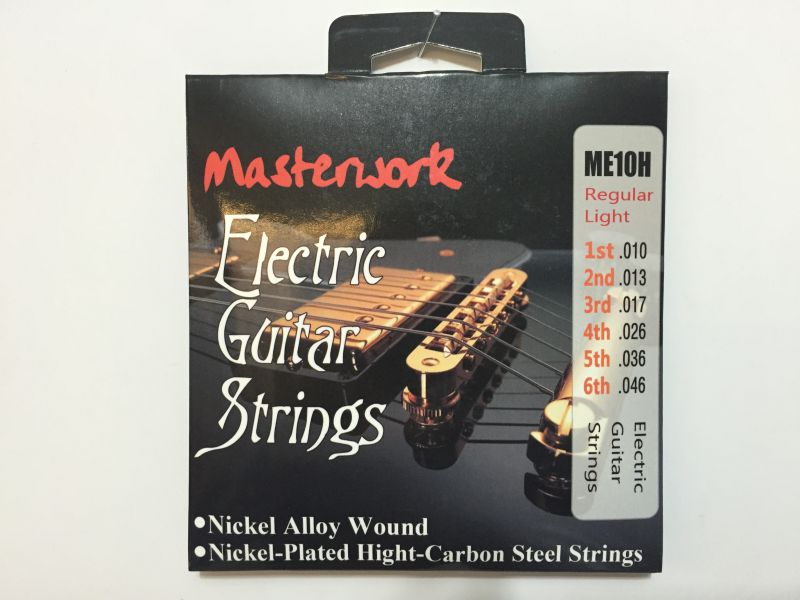 Masterwork
Electric
Guitar
Strings
ME10H
Regular
Light
1st .010
2nd .013
3rd .017
4th .026
5th .036
6th .046
Electric
Guitar
Strings
•Nickel Alloy Wound
•Nickel-Plated Hight-Carbon Steel Strings